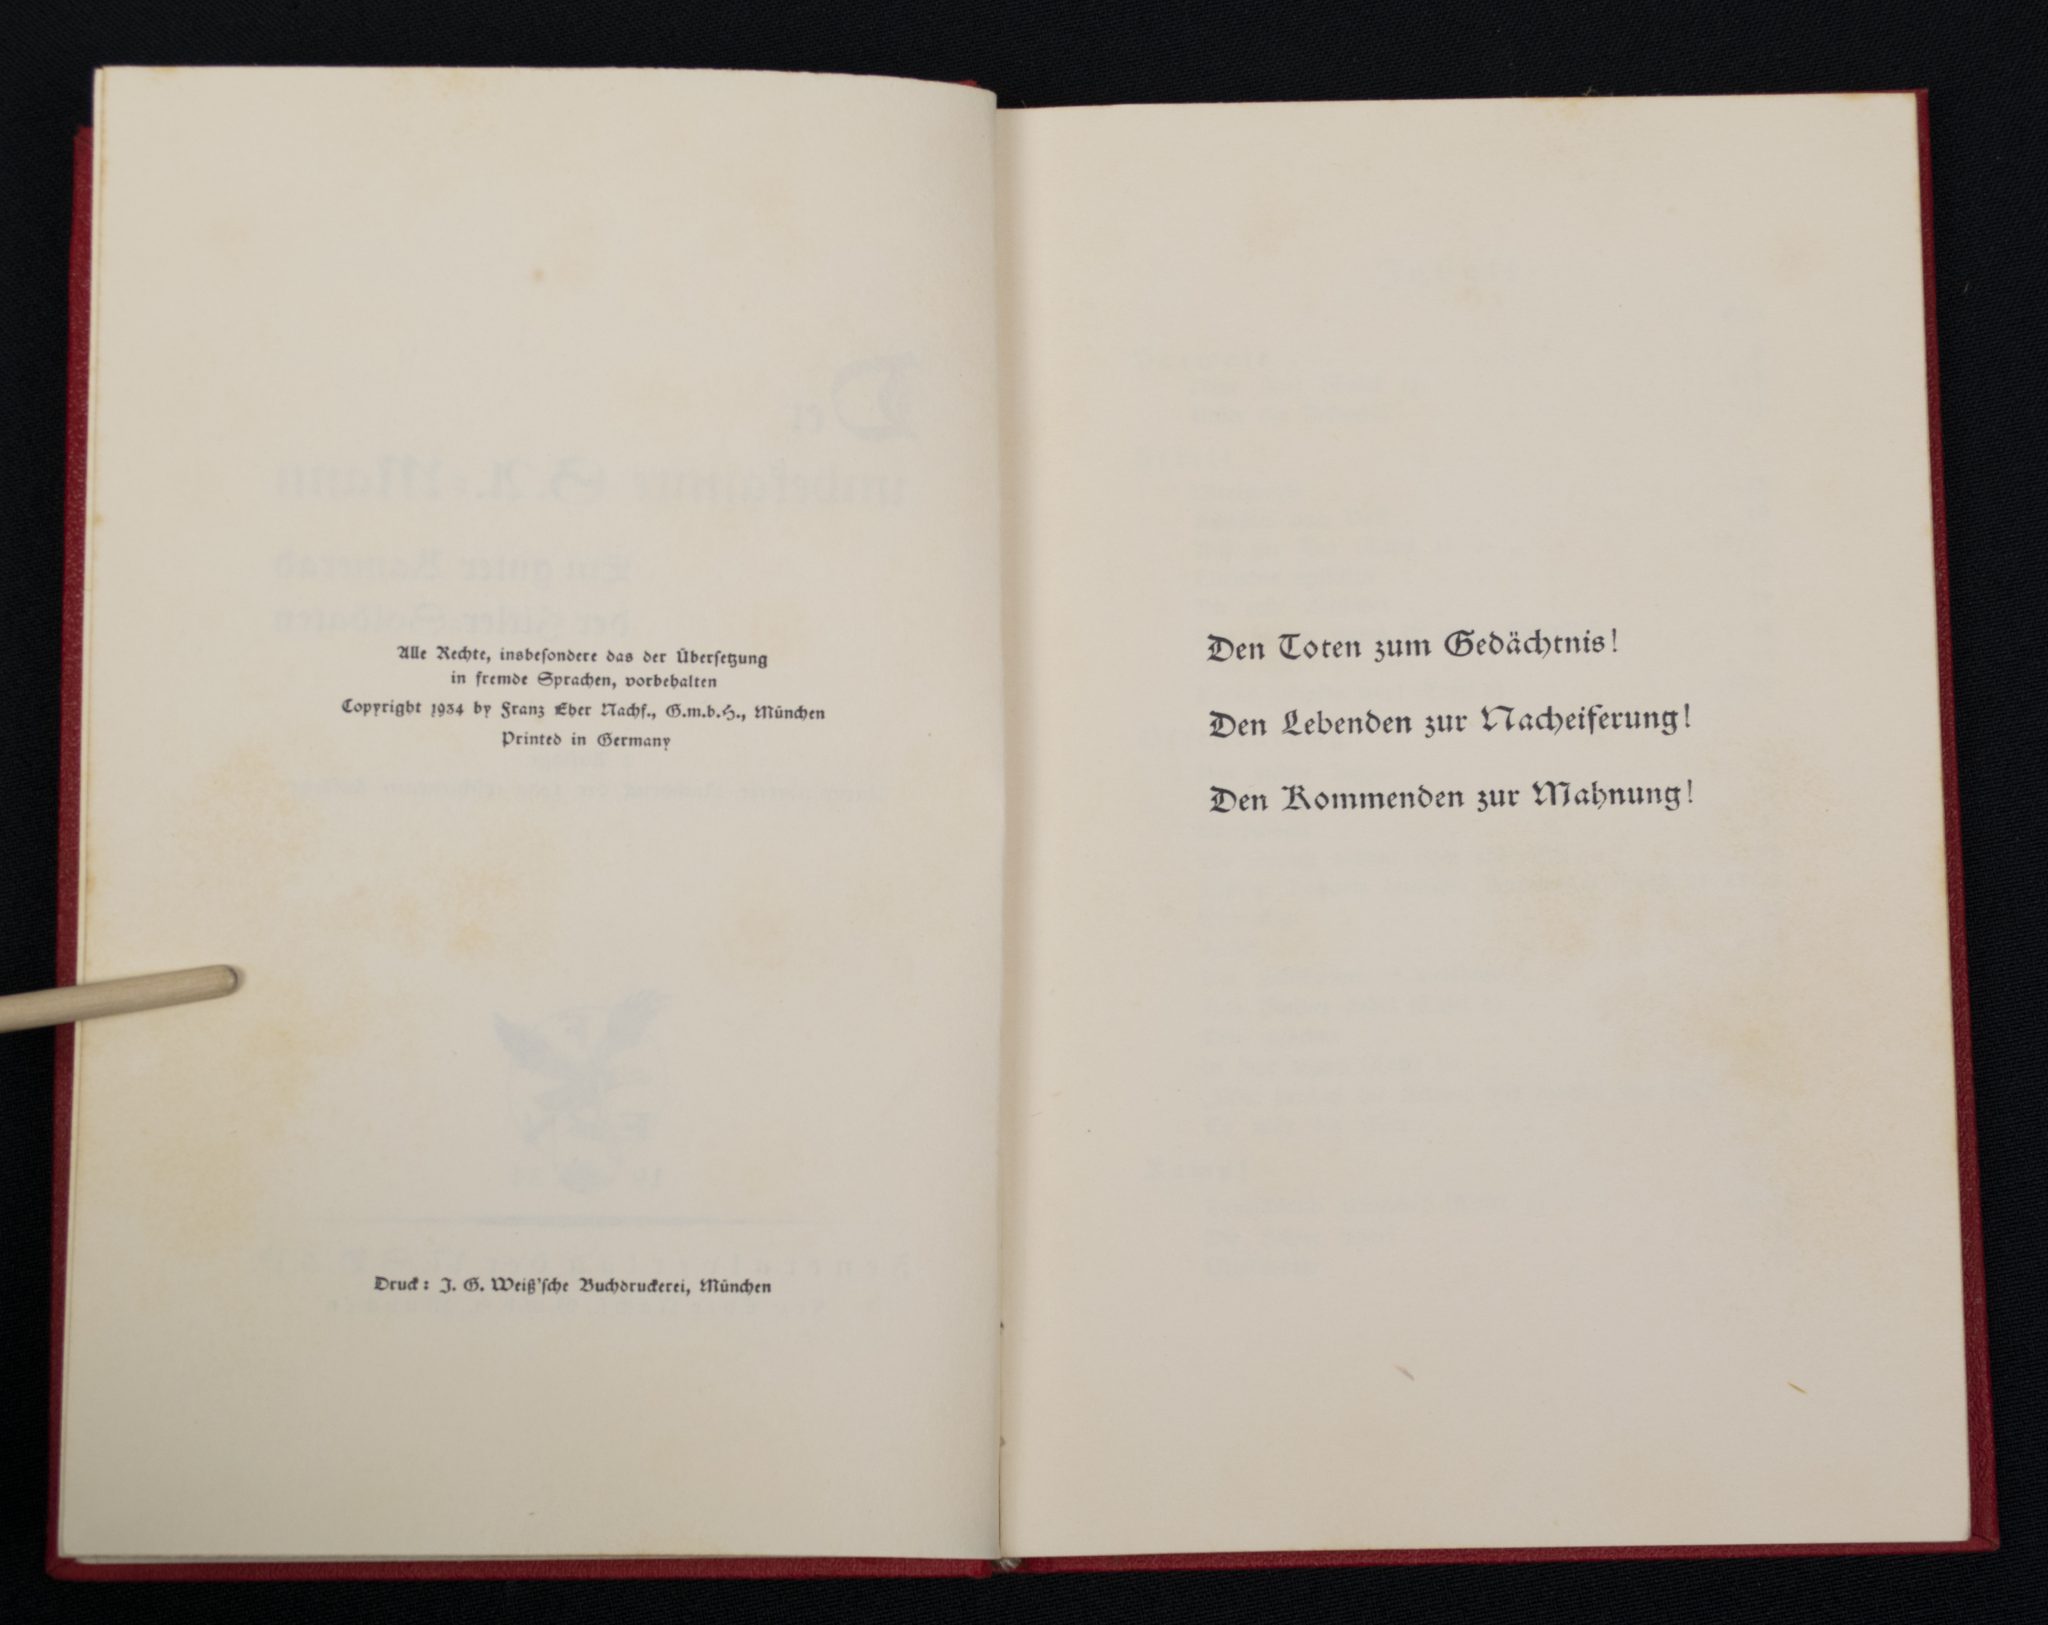 Alle Rechte, insbesondere das der Übersetzung
in fremde Sprachen, vorbehalten
Copyright 1934 by Franz Eher Nachf., G.m.b.H., München
Printed in Germany
Druck: J. G. Weiß'sche Buchdruckerei, München
Den Toten zum Gedächtnis!
Den Lebenden zur Nacheiferung!
Den Kommenden zur Mahnung!